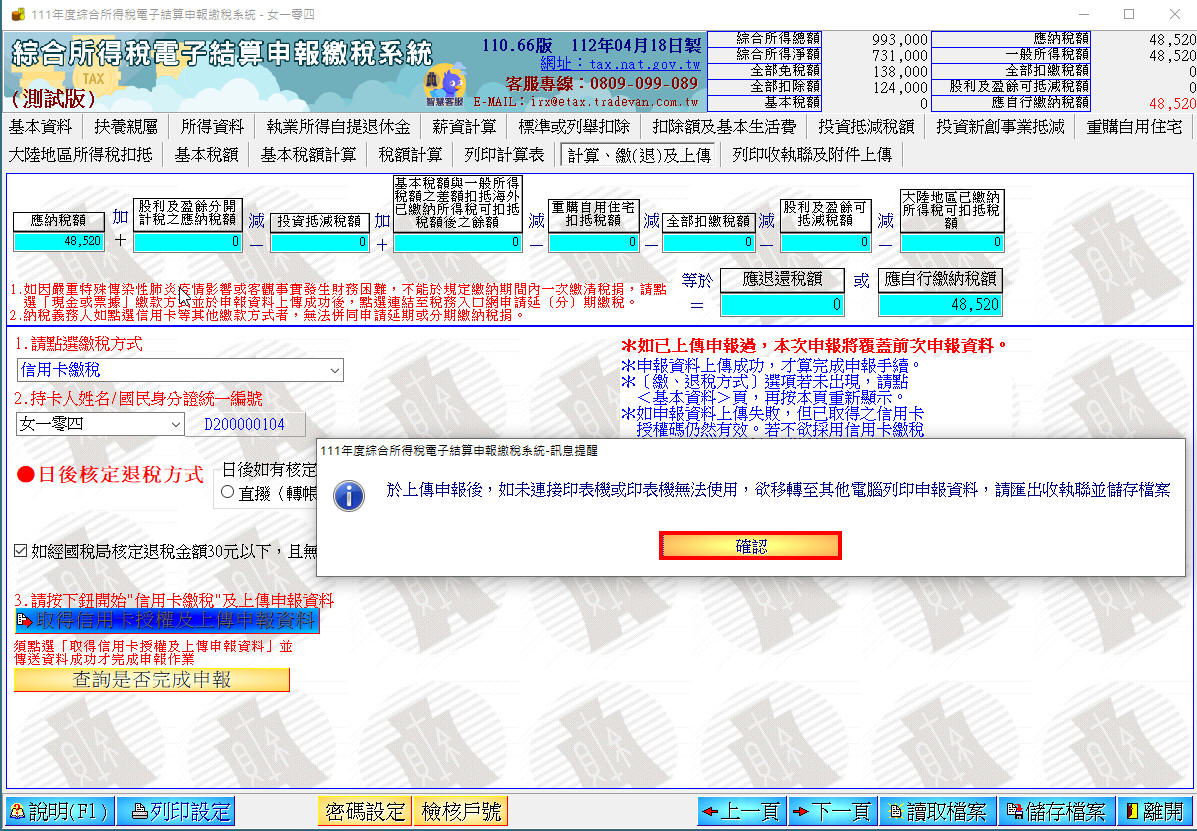 111年度綜合所得稅電子結算申報繳稅系統 - 女一零四
綜合所得稅電子結算申報繳稅系統
(測試版)
TAX
智慧客服
110.66版 112年04月18日製
網址：tax.nat.gov.tw
客服專線：0809-099-089
E-MAIL：irx@etax.tradevan.com.tw
綜合所得總額 993,000 應納稅額 48,520
綜合所得淨額 731,000 一般所得稅額 48,520
全部免稅額 138,000 全部扣繳稅額 0
全部扣除額 124,000 股利及盈餘可抵減稅額 0
基本稅額 0 應自行繳納稅額 48,520
基本資料 扶養親屬 所得資料 執業所得自提退休金 薪資計算 標準或列舉扣除 扣除額及基本生活費 投資抵減稅額 投資新創事業抵減 重購自用住宅
大陸地區所得稅扣抵 基本稅額 基本稅額計算 稅額計算 列印計算表 計算、繳(退)及上傳 列印收執聯及附件上傳
應納稅額
48,520
加
+
股利及盈餘分開
計稅之應納稅額
0
減
—
投資抵減稅額
0
加
+
基本稅額與一般所得
稅額之差額扣抵海外
已繳納所得稅可扣抵
稅額後之餘額
0
減
—
重購自用住宅
扣抵稅額
0
減
—
全部扣繳稅額
0
減
—
股利及盈餘可
抵減稅額
0
減
—
大陸地區已繳納
所得稅可扣抵稅
額
0
1.如因嚴重特殊傳染性肺炎疫情影響或客觀事實發生財務困難，不能於規定繳納期間內一次繳清稅捐，請點
選「現金或票據」繳款方式並於申報資料上傳成功後，點選連結至稅務入口網申請延〔分〕期繳稅。
2.納稅義務人如點選信用卡等其他繳款方式者，無法併同申請延期或分期繳納稅捐。
等於
=
應退還稅額
0
或
應自行繳納稅額
48,520
1.請點選繳稅方式
信用卡繳稅
2.持卡人姓名/國民身分證統一編號
女一零四 D200000104
＊如已上傳申報過，本次申報將覆蓋前次申報資料。
＊申報資料上傳成功，才算完成申報手續。
＊〔繳、退稅方式〕選項若未出現，請點
＜基本資料＞頁，再按本頁重新顯示。
＊如申報資料上傳失敗，但已取得之信用卡
授權碼仍然有效。若不欲採用信用卡繳稅
●日後核定退稅方式
日後如有核定
直撥（轉帳
111年度綜合所得稅電子結算申報繳稅系統-訊息提醒
於上傳申報後，如未連接印表機或印表機無法使用，欲移轉至其他電腦列印申報資料，請匯出收執聯並儲存檔案
確認
如經國稅局核定退稅金額30元以下，且無
3.請按下鈕開始"信用卡繳稅"及上傳申報資料
取得信用卡授權及上傳申報資料
須點選「取得信用卡授權及上傳申報資料」並
傳送資料成功才完成申報作業
查詢是否完成申報
說明(F1) 列印設定 密碼設定 檢核戶號 上一頁 下一頁 讀取檔案 儲存檔案 離開